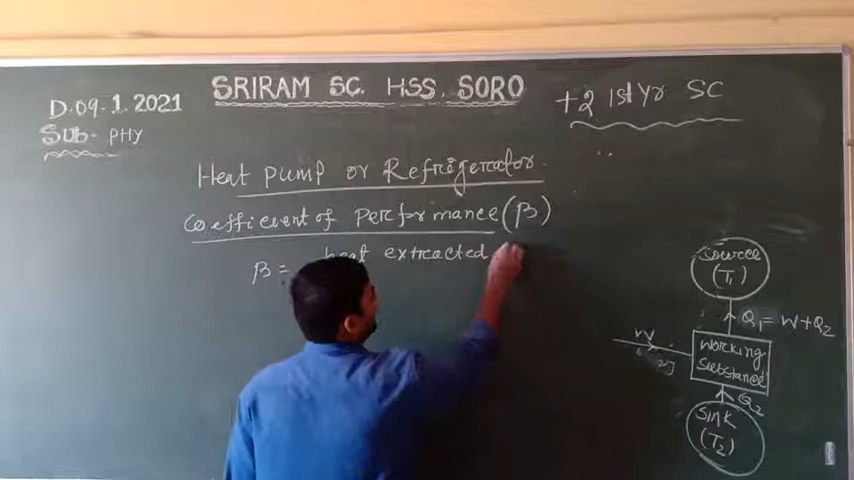 SRIRAM SC. HSS. SORO
D.09.1.2021
+2 1st Yr SC
Sub- PHY
Heat pump or Refrigerator.
Coefficient of performance (β)
β = heat extracted
Source
(T1)
Q1 = W+Q2
W
Working
Substance
Q2
Sink
(T2)